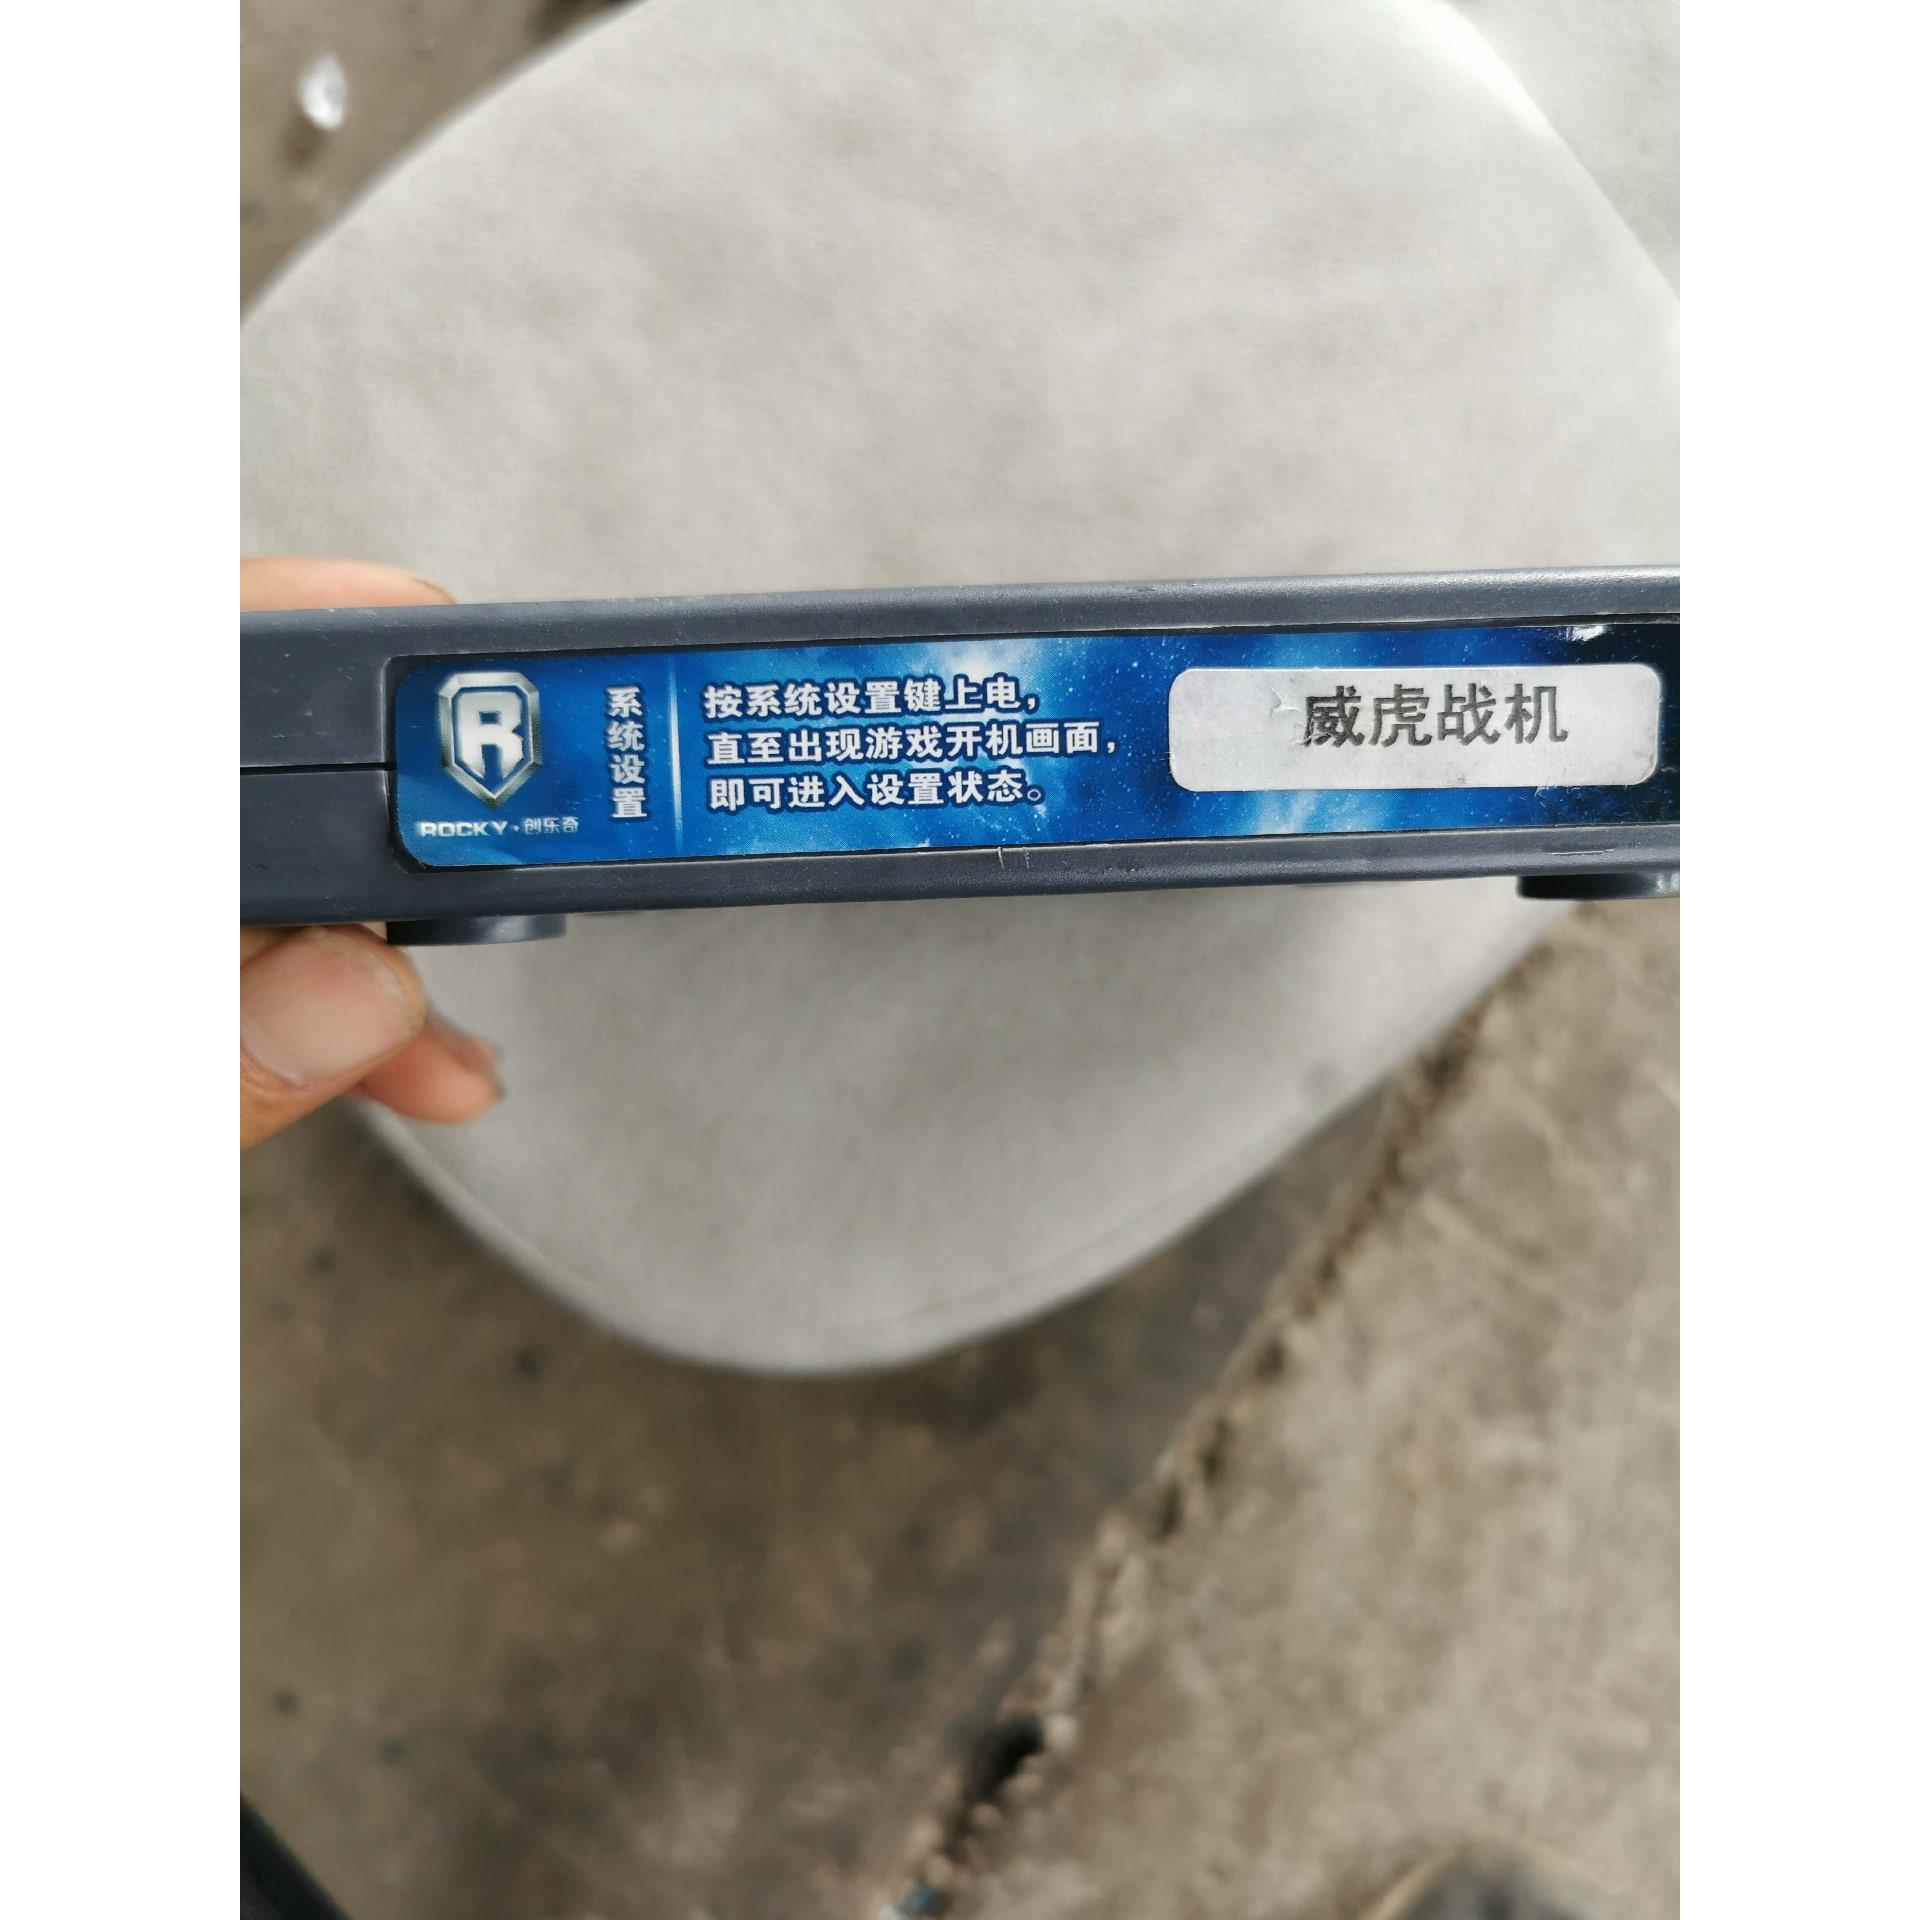 R
ROCKY·创乐奇
系统设置
按系统设置键上电，
直至出现游戏开机画面，
即可进入设置状态。
威虎战机